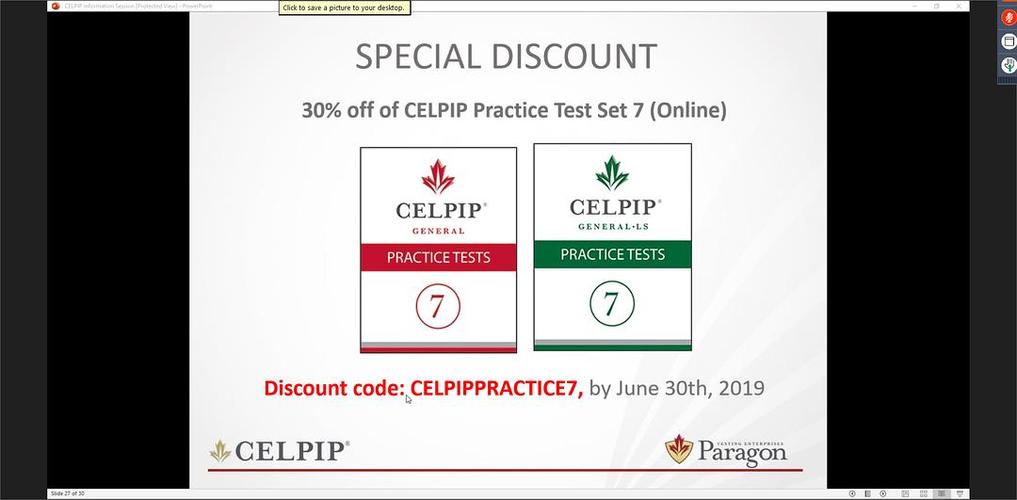 CELPIP Information Session [Protected View] - PowerPoint
Click to save a picture to your desktop.
SPECIAL DISCOUNT
30% off of CELPIP Practice Test Set 7 (Online)
CELPIP®
GENERAL
PRACTICE TESTS
7
CELPIP®
GENERAL·LS
PRACTICE TESTS
7
Discount code: CELPIPPRACTICE7, by June 30th, 2019
CELPIP®
TESTING ENTERPRISES
Paragon
Slide 27 of 30